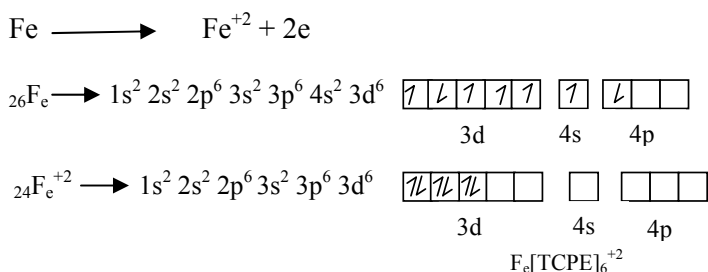 Fe ⟶ Fe⁺² + 2e
₂₆Fₑ ⟶ 1s² 2s² 2p⁶ 3s² 3p⁶ 4s² 3d⁶ ↿ ⇂ ↿ ↿ ↿ ↿ ⇂
3d 4s 4p
₂₄Fₑ⁺² ⟶ 1s² 2s² 2p⁶ 3s² 3p⁶ 3d⁶ ↿⇂ ↿⇂ ↿⇂
3d 4s 4p
Fₑ[TCPE]₆⁺²